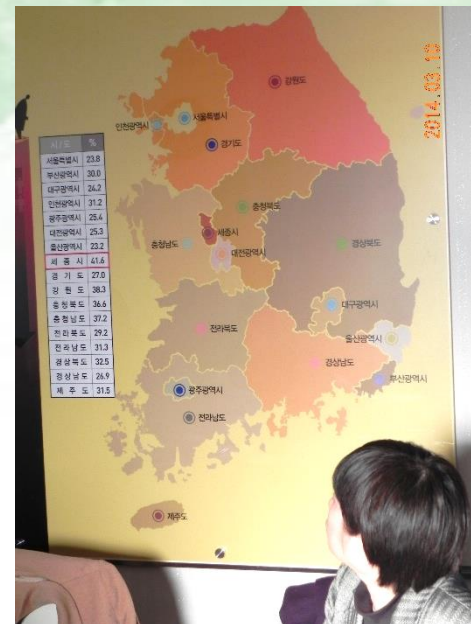 2014.03.19
강원도
서울특별시
인천광역시
경기도
시/도 %
서울특별시 23.8
부산광역시 30.0
대구광역시 26.2
인천광역시 31.2
광주광역시 25.4
대전광역시 25.3
울산광역시 23.2
세종시 41.6
경기도 27.0
강원도 38.3
충청북도 36.6
충청남도 37.2
전라북도 29.2
전라남도 31.3
경상북도 32.5
경상남도 26.9
제주도 31.5
충청북도
세종시
충청남도
대전광역시
경상북도
대구광역시
전라북도
울산광역시
경상남도
부산광역시
광주광역시
전라남도
제주도